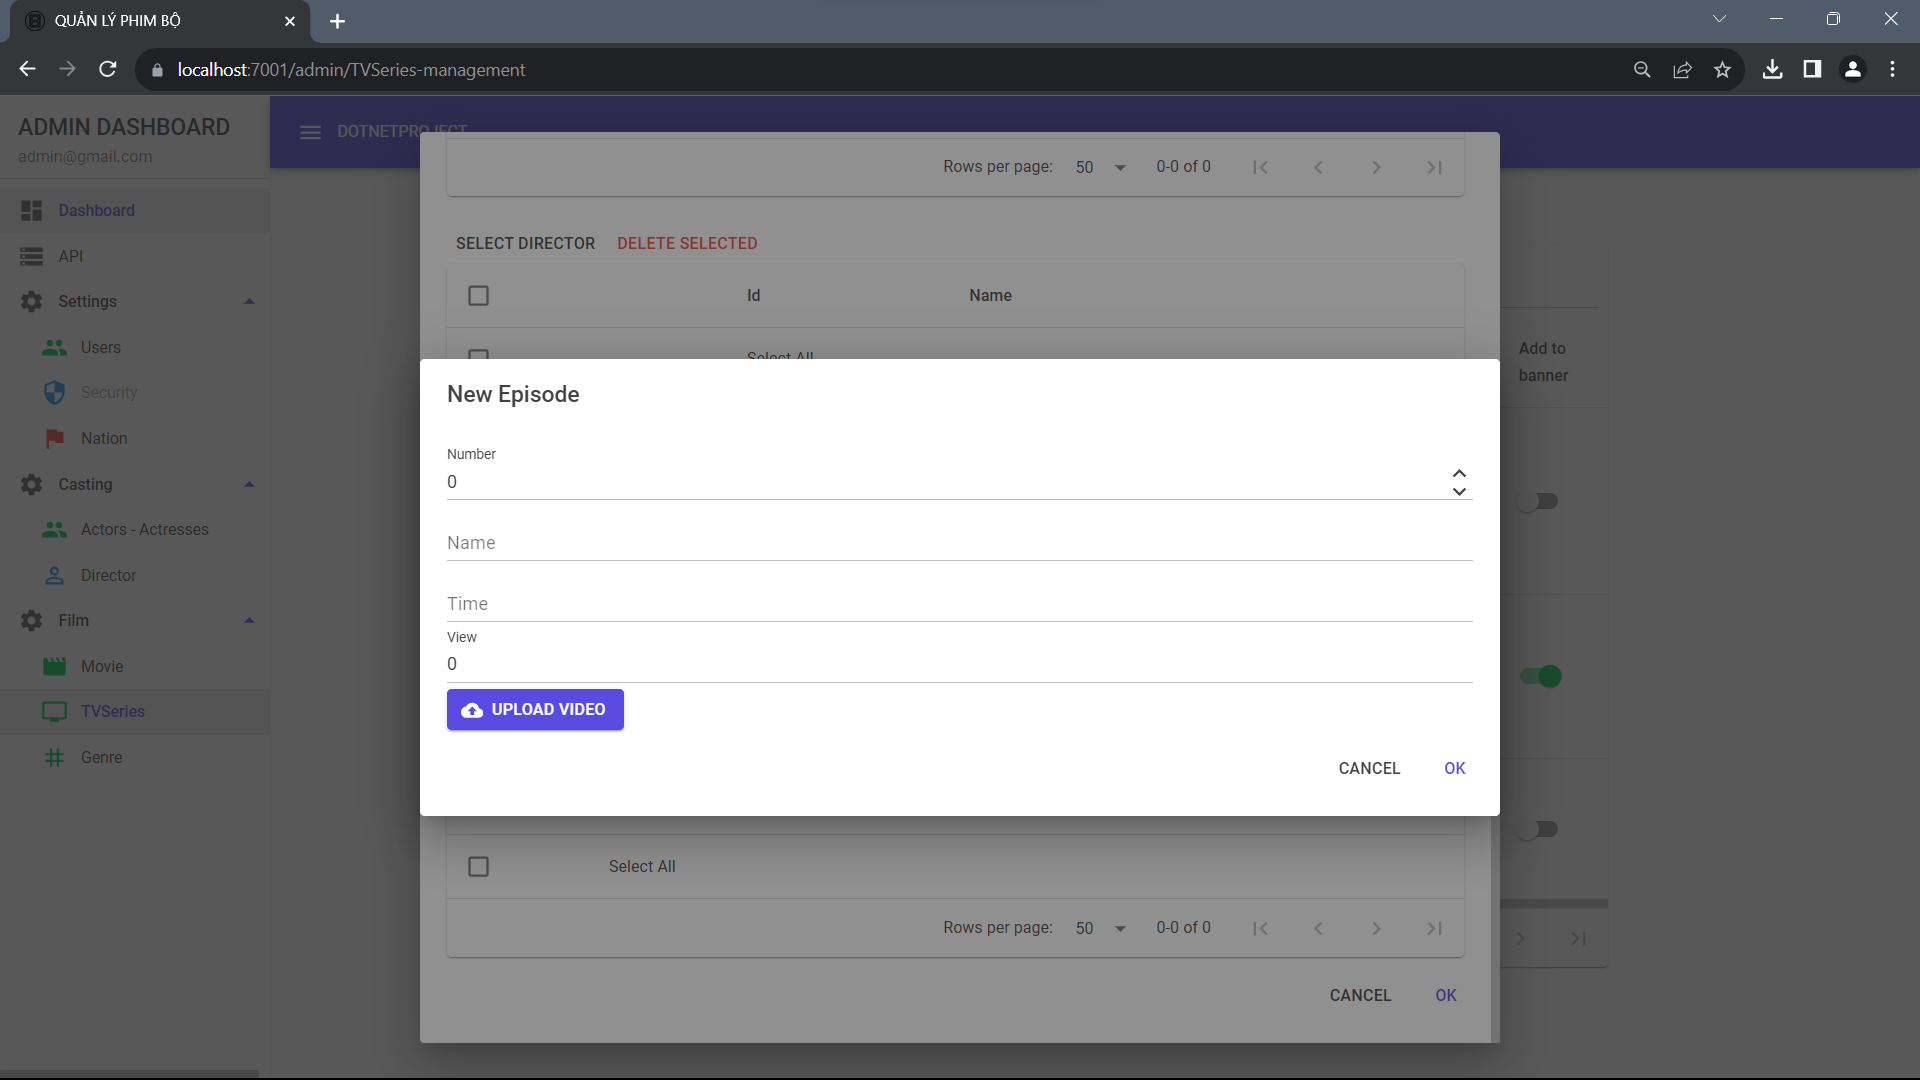 QUẢN LÝ PHIM BỘ
localhost:7001/admin/TVSeries-management
ADMIN DASHBOARD
admin@gmail.com
DOTNETPROJECT
Dashboard
API
Settings
Users
Security
Nation
Casting
Actors - Actresses
Director
Film
Movie
TVSeries
Genre
Rows per page: 50 0-0 of 0
SELECT DIRECTOR DELETE SELECTED
Id Name
Select All
Add to
banner
New Episode
Number
0
Name
Time
View
0
UPLOAD VIDEO
CANCEL OK
Select All
Rows per page: 50 0-0 of 0
CANCEL OK